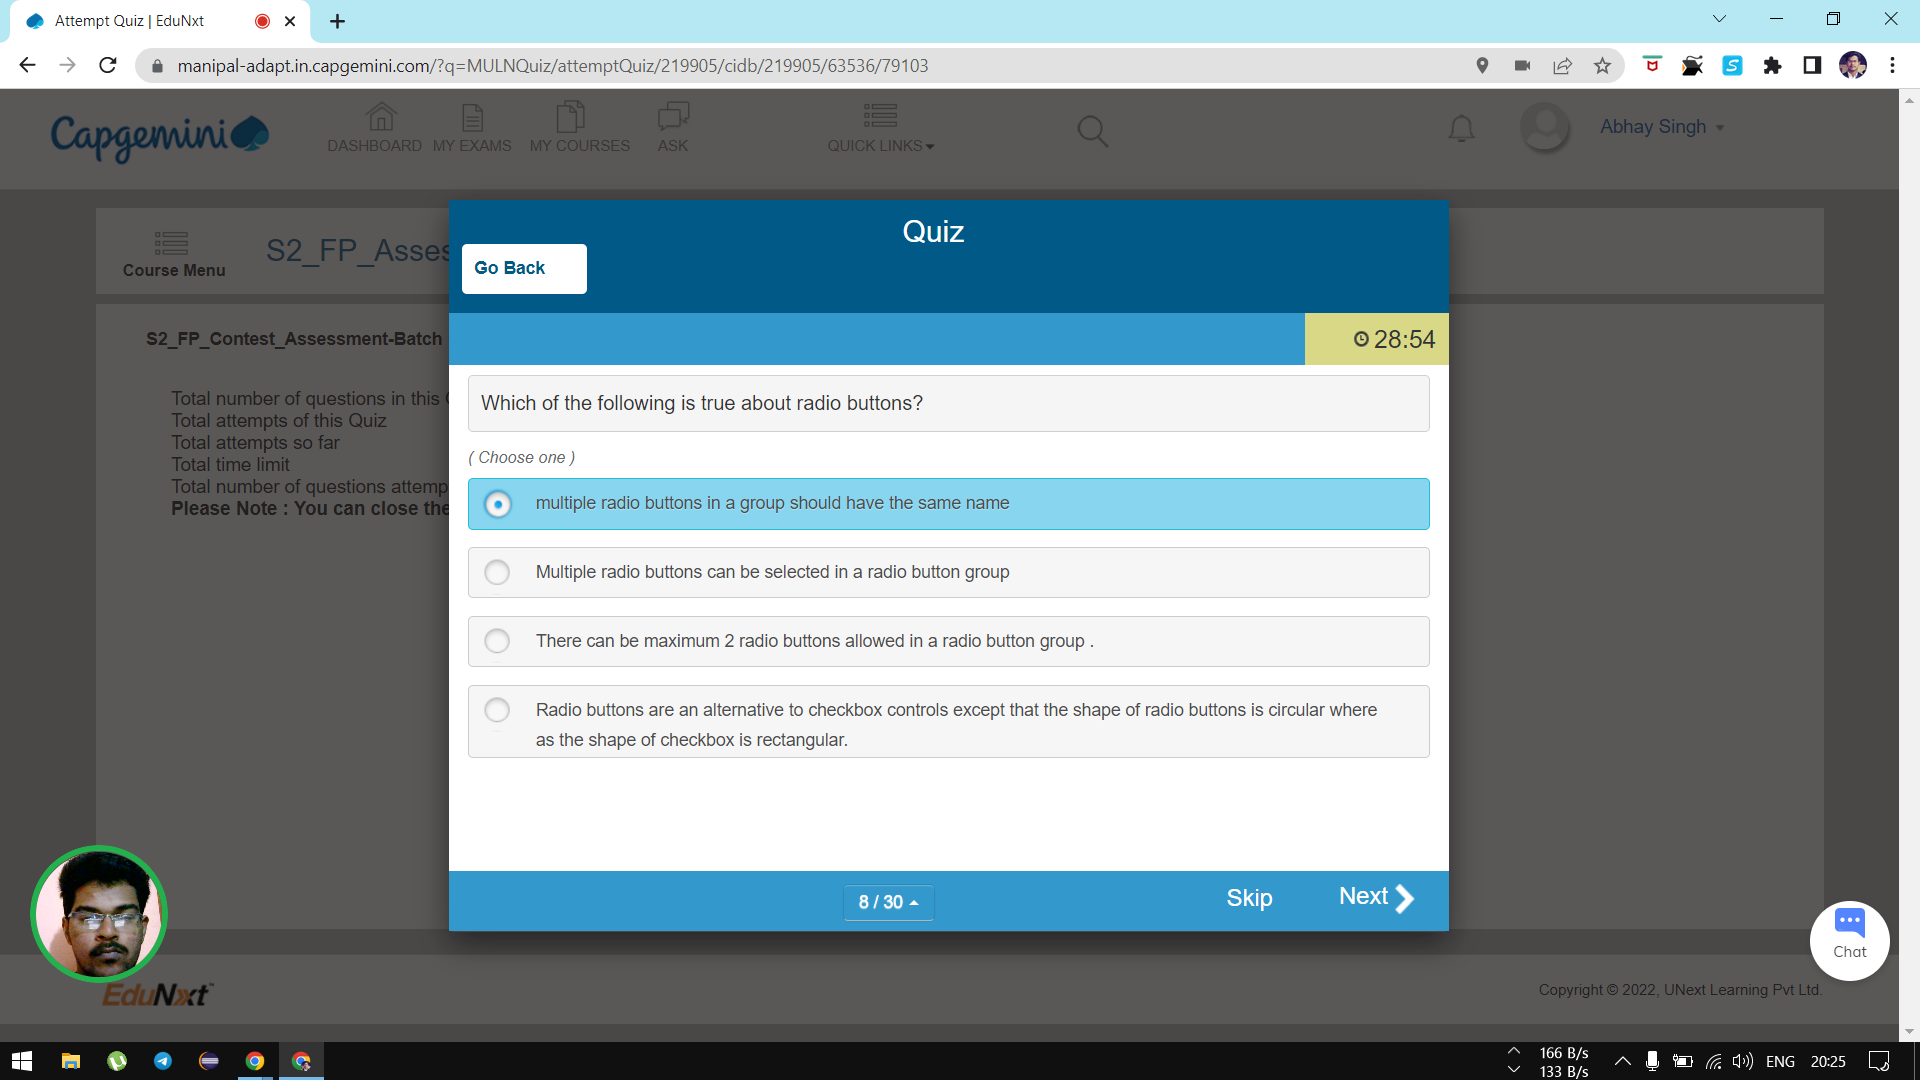 Attempt Quiz | EduNxt
manipal-adapt.in.capgemini.com/?q=MULNQuiz/attemptQuiz/219905/cidb/219905/63536/79103
Capgemini
DASHBOARD MY EXAMS MY COURSES ASK QUICK LINKS
Abhay Singh
Course Menu
S2_FP_Asses
Quiz
Go Back
28:54
S2_FP_Contest_Assessment-Batch
Total number of questions in this
Total attempts of this Quiz
Total attempts so far
Total time limit
Total number of questions attemp
Please Note : You can close the
Which of the following is true about radio buttons?
( Choose one )
multiple radio buttons in a group should have the same name
Multiple radio buttons can be selected in a radio button group
There can be maximum 2 radio buttons allowed in a radio button group .
Radio buttons are an alternative to checkbox controls except that the shape of radio buttons is circular where
as the shape of checkbox is rectangular.
8 / 30
Skip
Next
Chat
EduNxt™
Copyright © 2022, UNext Learning Pvt Ltd.
166 B/s
133 B/s
ENG 20:25